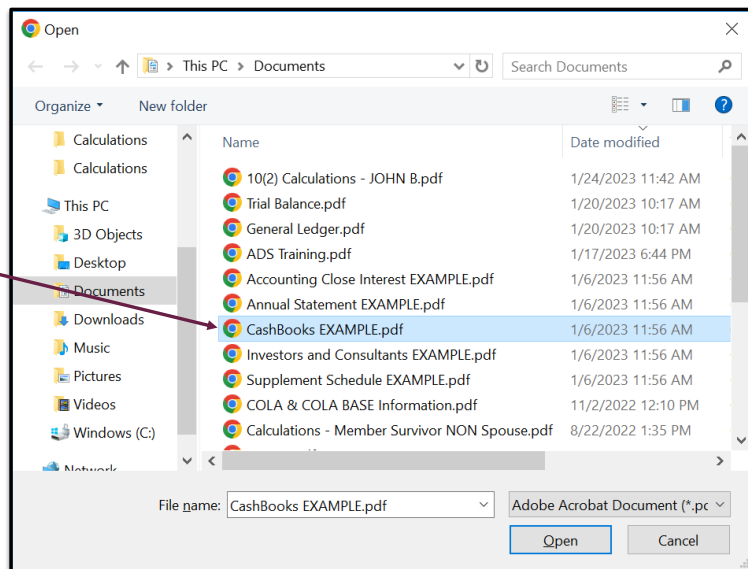 Open
This PC > Documents
Search Documents
Organize
New folder
Calculations
Calculations
This PC
3D Objects
Desktop
Documents
Downloads
Music
Pictures
Videos
Windows (C:)
Network
Name Date modified
10(2) Calculations - JOHN B.pdf 1/24/2023 11:42 AM
Trial Balance.pdf 1/20/2023 10:17 AM
General Ledger.pdf 1/20/2023 10:17 AM
ADS Training.pdf 1/17/2023 6:44 PM
Accounting Close Interest EXAMPLE.pdf 1/6/2023 11:56 AM
Annual Statement EXAMPLE.pdf 1/6/2023 11:56 AM
CashBooks EXAMPLE.pdf 1/6/2023 11:56 AM
Investors and Consultants EXAMPLE.pdf 1/6/2023 11:56 AM
Supplement Schedule EXAMPLE.pdf 1/6/2023 11:56 AM
COLA & COLA BASE Information.pdf 11/2/2022 12:10 PM
Calculations - Member Survivor NON Spouse.pdf 8/22/2022 1:35 PM
File name: CashBooks EXAMPLE.pdf
Adobe Acrobat Document (*.pc
Open
Cancel